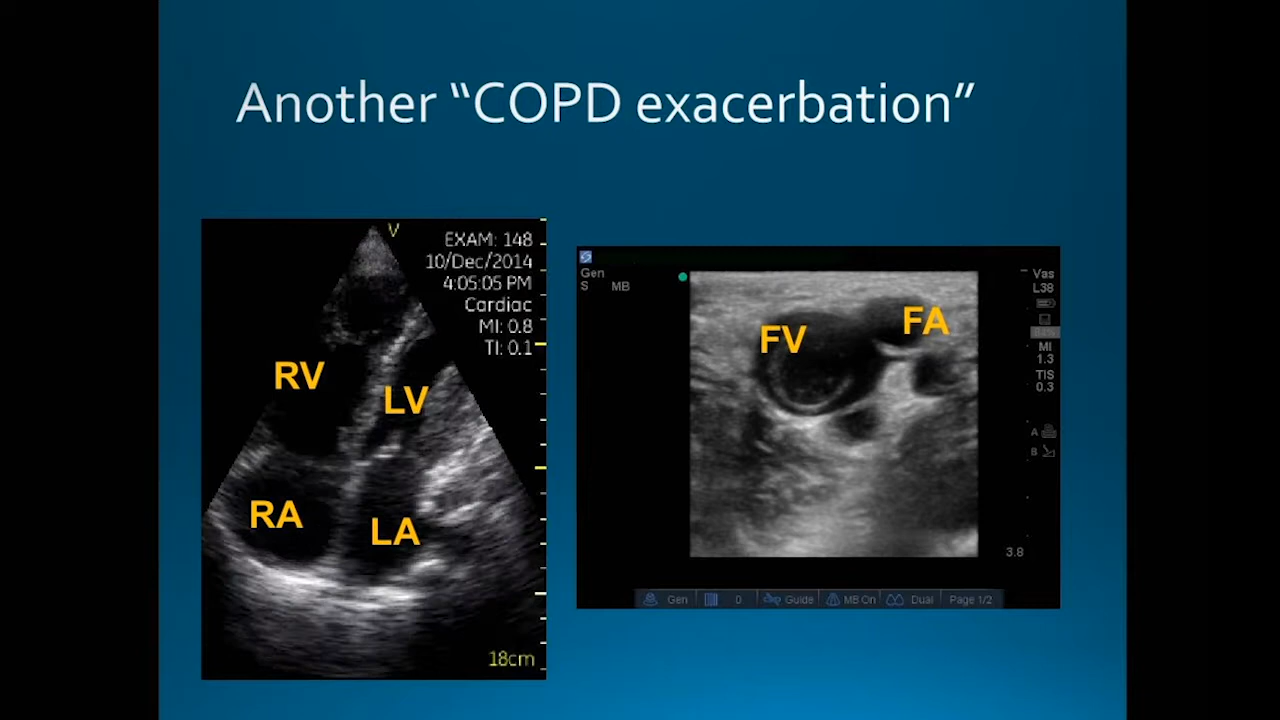 Another “COPD exacerbation”
V
EXAM: 148
10/Dec/2014
4:05:05 PM
Cardiac
MI: 0.8
TI: 0.1
RV
LV
RA
LA
18cm
Gen
S MB
FV
FA
Vas
L38
MI
1.3
TIS
0.3
A
B
3.8
Gen 0 Guide MB On Dual Page 1/2